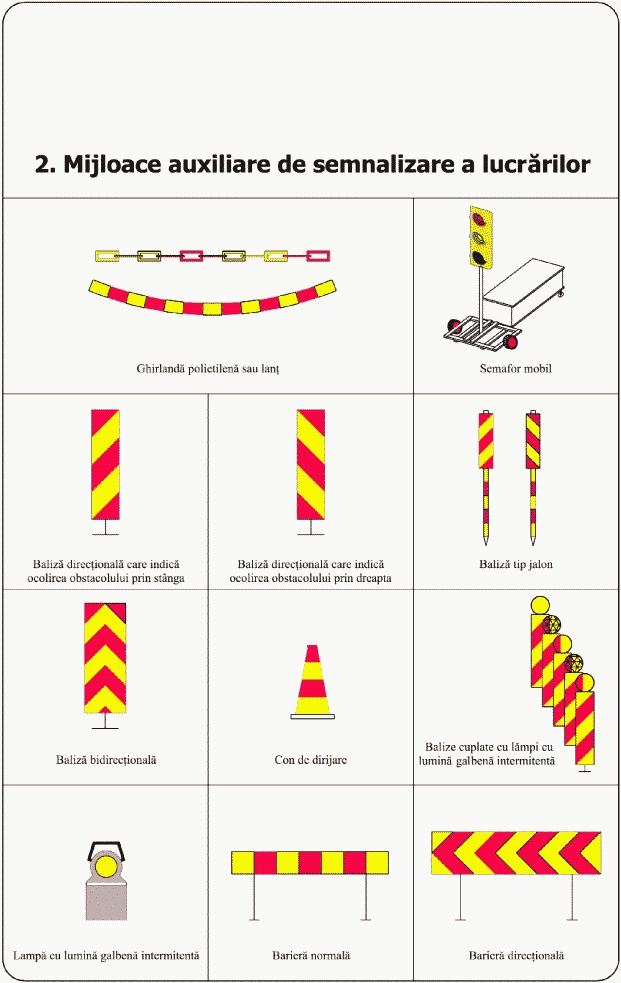 2. Mijloace auxiliare de semnalizare a lucrărilor
Ghirlandă polietilenă sau lanț
Semafor mobil
Baliză direcțională care indică
ocolirea obstacolului prin stânga
Baliză direcțională care indică
ocolirea obstacolului prin dreapta
Baliză tip jalon
Baliză bidirecțională
Con de dirijare
Balize cuplate cu lămpi cu
lumină galbenă intermitentă
Lampă cu lumină galbenă intermitentă
Barieră normală
Barieră direcțională